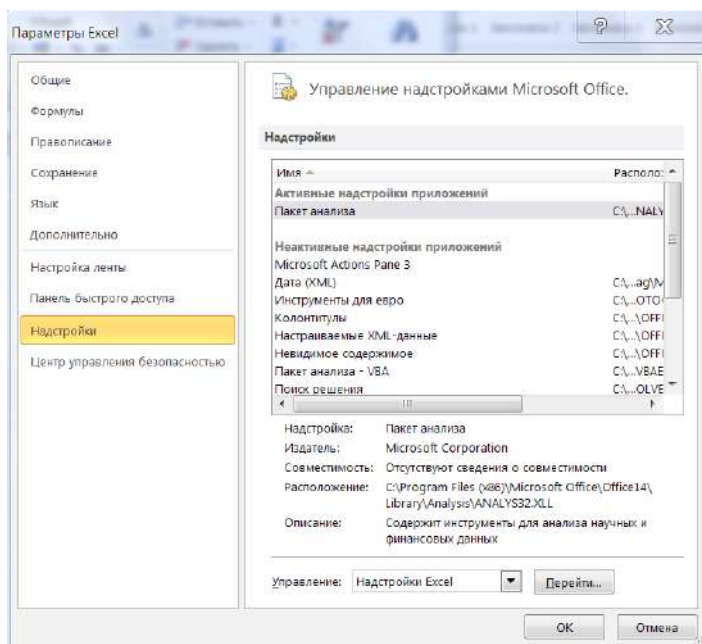 Параметры Excel
Общие
Формулы
Правописание
Сохранение
Язык
Дополнительно
Настройка ленты
Панель быстрого доступа
Надстройки
Центр управления безопасностью
Управление надстройками Microsoft Office.
Надстройки
Имя Располо:
Активные надстройки приложений
Пакет анализа C:\...NALY
Неактивные надстройки приложений
Microsoft Actions Pane 3
Дата (XML) C:\...ag\M
Инструменты для евро C:\...OTO
Колонтитулы C:\...\OFFI
Настраиваемые XML-данные C:\...\OFFI
Невидимое содержимое C:\...\OFFI
Пакет анализа - VBA C:\...VBAE
Поиск решения C:\...OLVE
Надстройка: Пакет анализа
Издатель: Microsoft Corporation
Совместимость: Отсутствуют сведения о совместимости
Расположение: C:\Program Files (x86)\Microsoft Office\Office14\
Library\Analysis\ANALYS32.XLL
Описание: Содержит инструменты для анализа научных и
финансовых данных
Управление: Надстройки Excel Перейти...
ОК Отмена